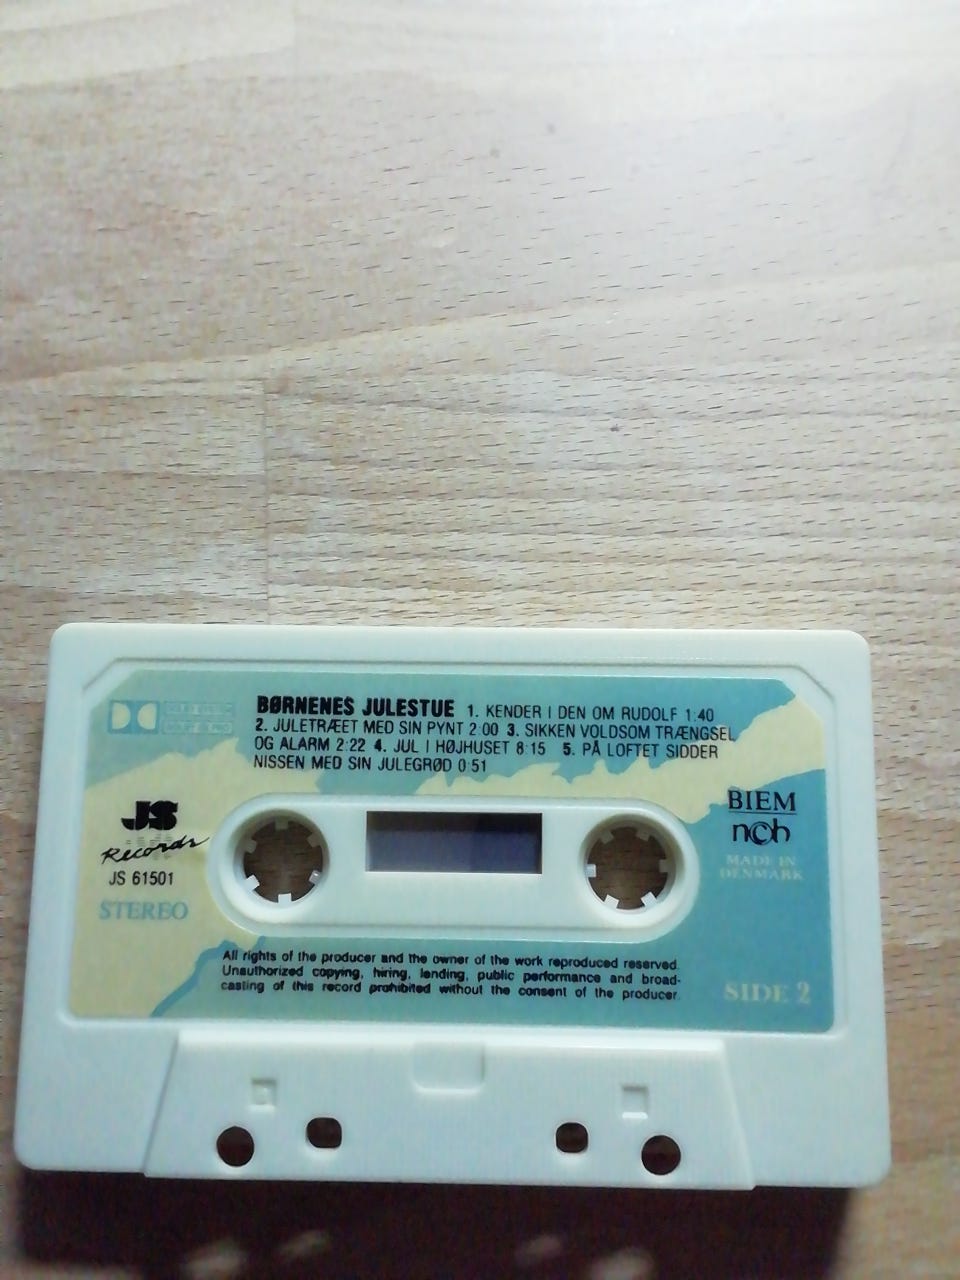 BØRNENES JULESTUE 1. KENDER I DEN OM RUDOLF 1:40
2. JULETRÆET MED SIN PYNT 2:00 3. SIKKEN VOLDSOM TRÆNGSEL
OG ALARM 2:22 4. JUL I HØJHUSET 8:15 5. PÅ LOFTET SIDDER
NISSEN MED SIN JULEGRØD 0:51
JS
Records
JS 61501
STEREO
BIEM
ncb
MADE IN
DENMARK
All rights of the producer and the owner of the work reproduced reserved.
Unauthorized copying, hiring, lending, public performance and broad-
casting of this record prohibited without the consent of the producer.
SIDE 2